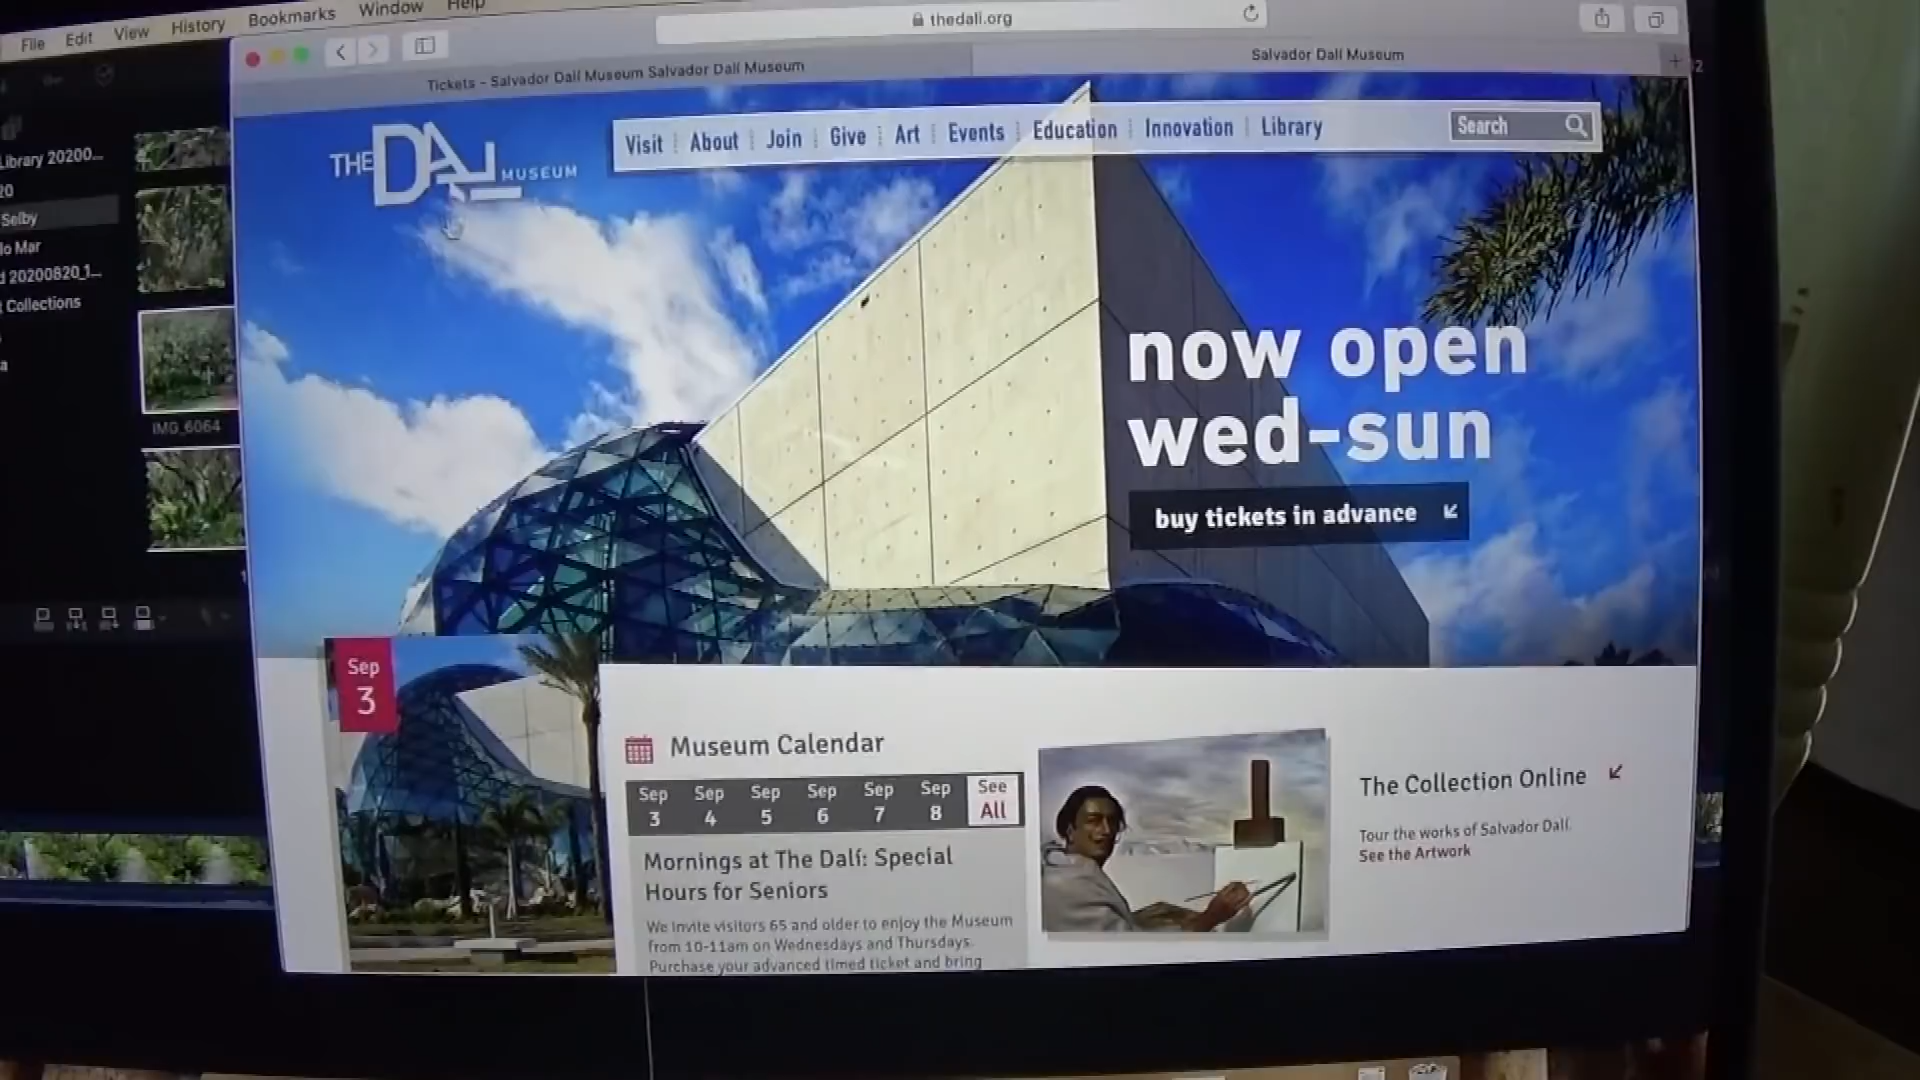 File Edit View History Bookmarks Window Help
thedali.org
Tickets - Salvador Dalí Museum Salvador Dalí Museum
Salvador Dalí Museum
THE DALÍ MUSEUM
Visit About Join Give Art Events Education Innovation Library
Search
Library 20200...
20
Selby
do Mar
d 20200820_1...
t Collections
IMG_6064
now open
wed-sun
buy tickets in advance
Sep
3
Museum Calendar
Sep Sep Sep Sep Sep Sep See
3 4 5 6 7 8 All
Mornings at The Dalí: Special
Hours for Seniors
We invite visitors 65 and older to enjoy the Museum
from 10-11am on Wednesdays and Thursdays.
Purchase your advanced timed ticket and bring
The Collection Online
Tour the works of Salvador Dalí.
See the Artwork